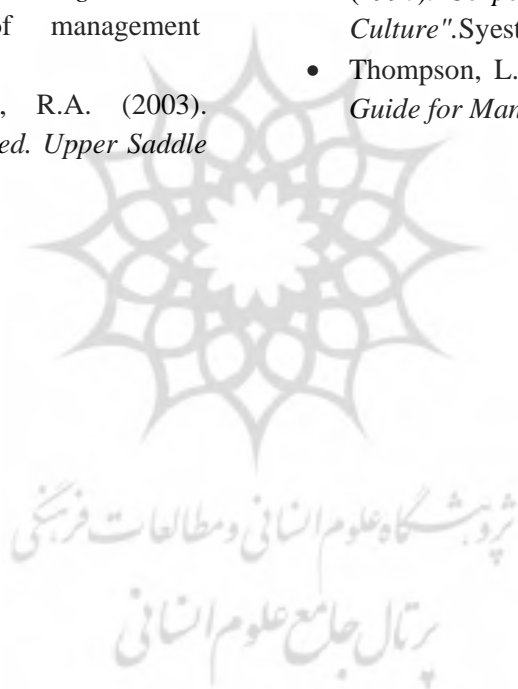 of management
, R.A. (2003).
ed. Upper Saddle
Culture".Syest
• Thompson, L.
Guide for Man
پژوهشگاه علوم انسانی و مطالعات فرهنگی
پرتال جامع علوم انسانی